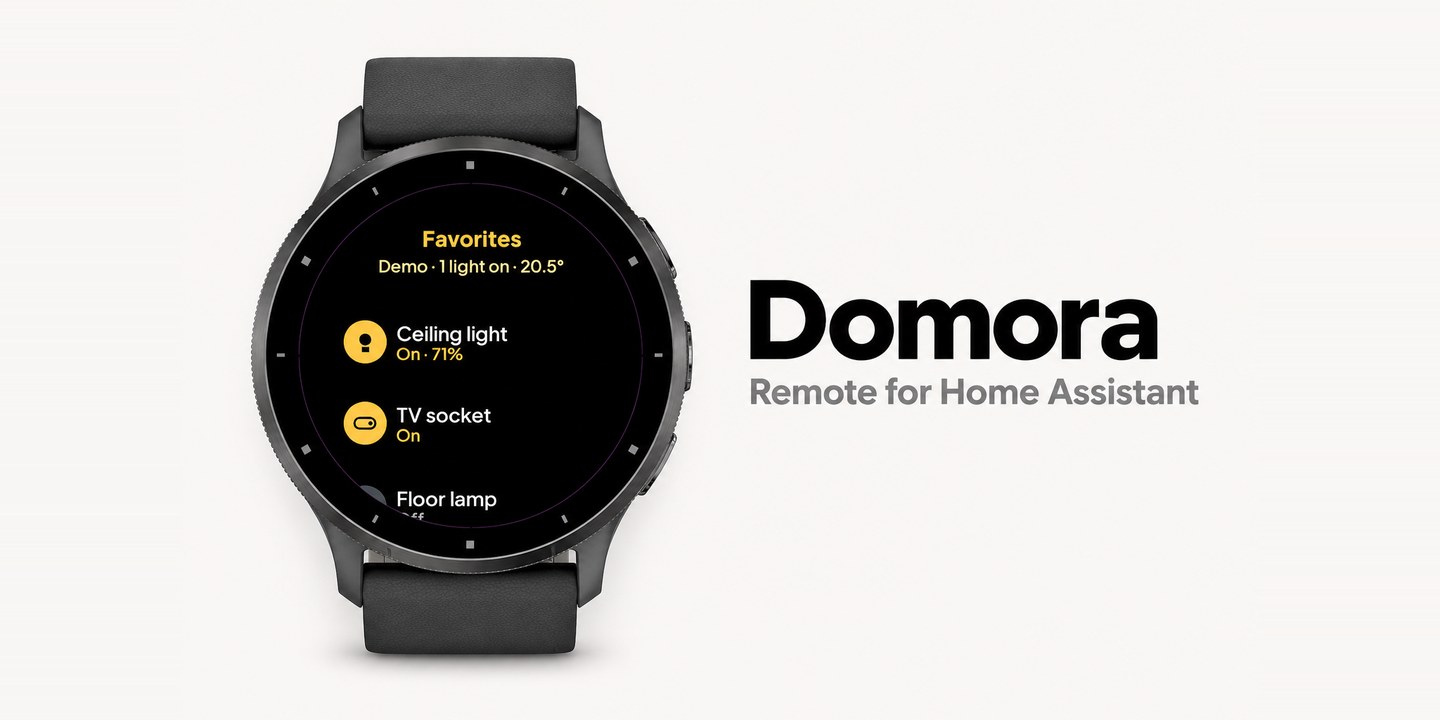 Favorites
Demo · 1 light on · 20.5°
Ceiling light
On · 71%
TV socket
On
Floor lamp
Off
Domora
Remote for Home Assistant